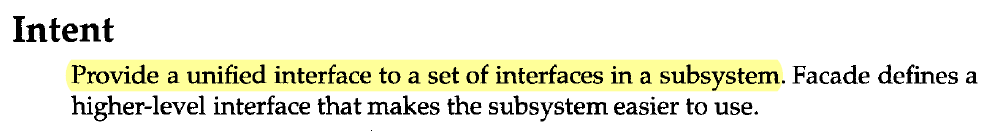 Intent
Provide a unified interface to a set of interfaces in a subsystem. Facade defines a
higher-level interface that makes the subsystem easier to use.